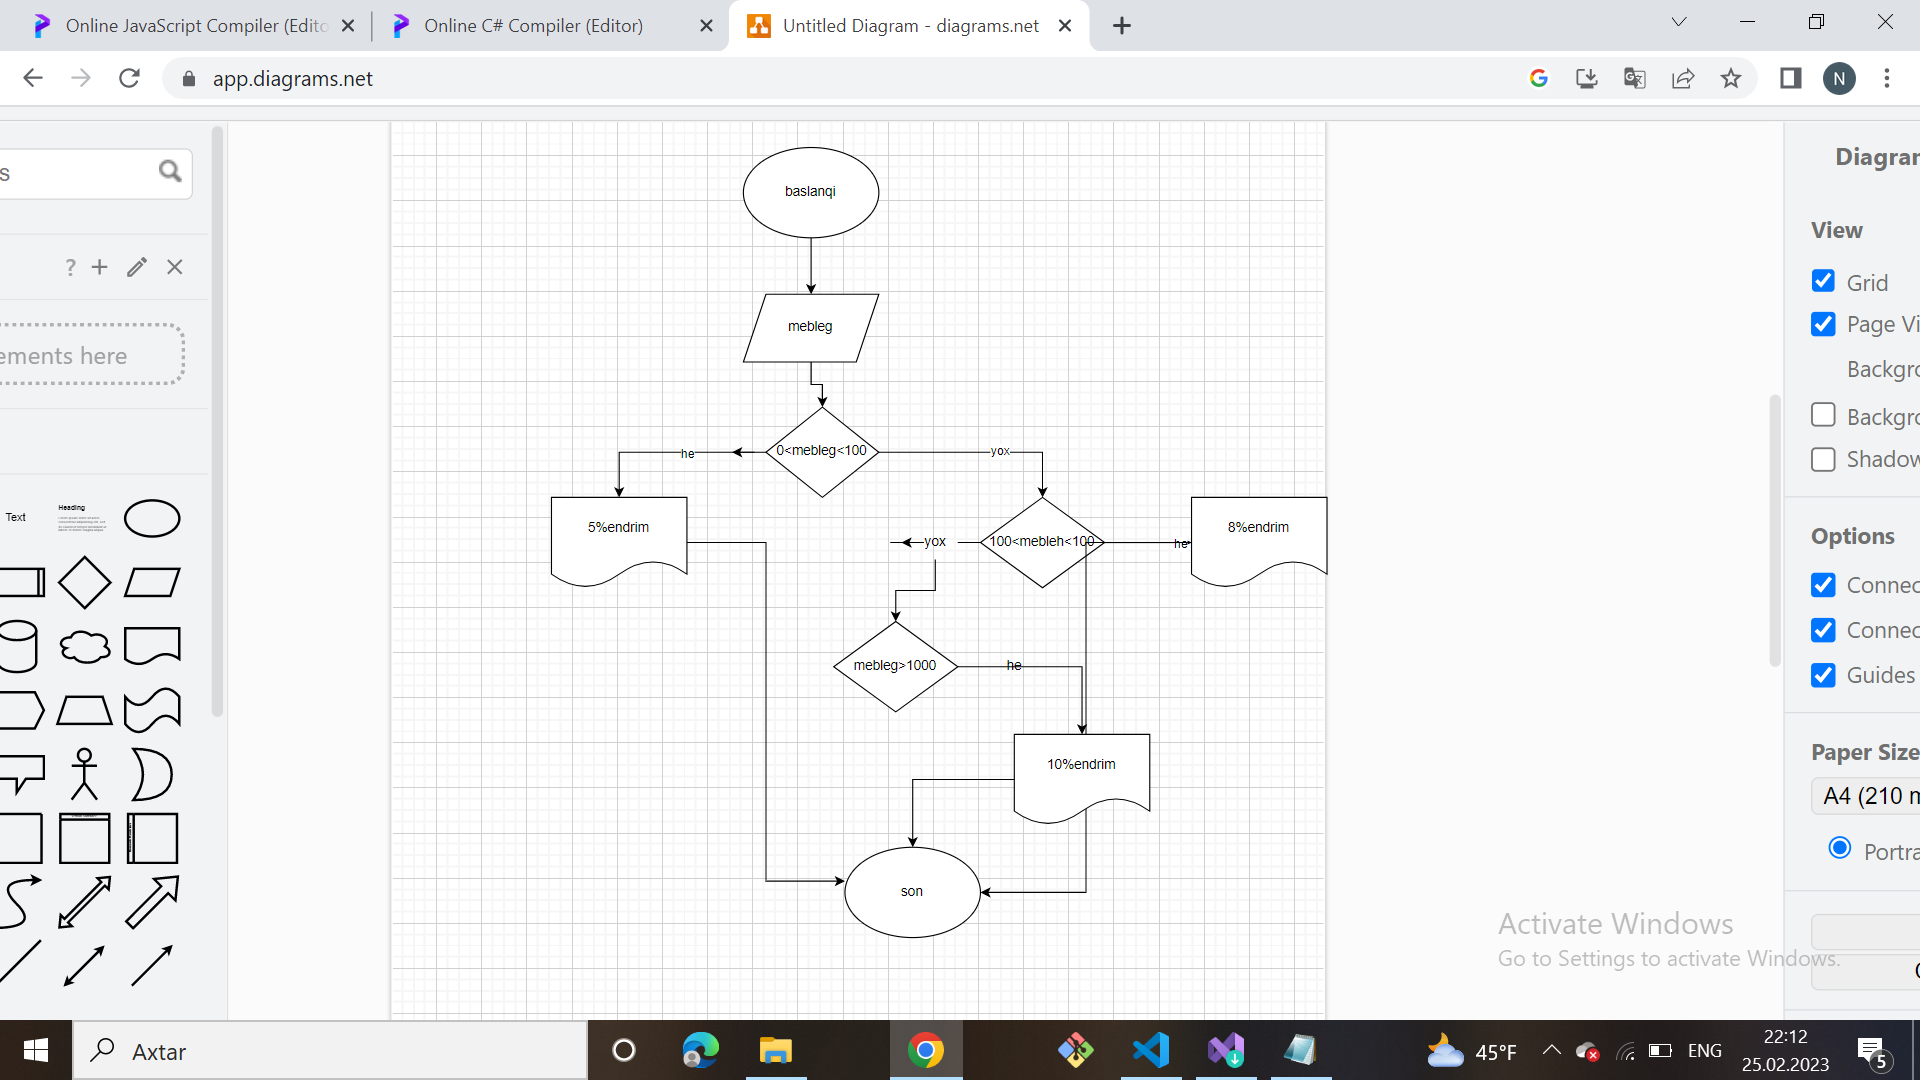 Online JavaScript Compiler (Edito
Online C# Compiler (Editor)
Untitled Diagram - diagrams.net
app.diagrams.net
N
s
?
ements here
Text
Heading
baslanqi
mebleg
0<mebleg<100
he
yox
5%endrim
100<mebleh<100
yox
he
8%endrim
mebleg>1000
he
10%endrim
son
Diagram
View
Grid
Page Vi
Backgro
Backgro
Shadow
Options
Connec
Connec
Guides
Paper Size
A4 (210 m
Portra
Activate Windows
Go to Settings to activate Windows.
Axtar
45°F
ENG
22:12
25.02.2023
5